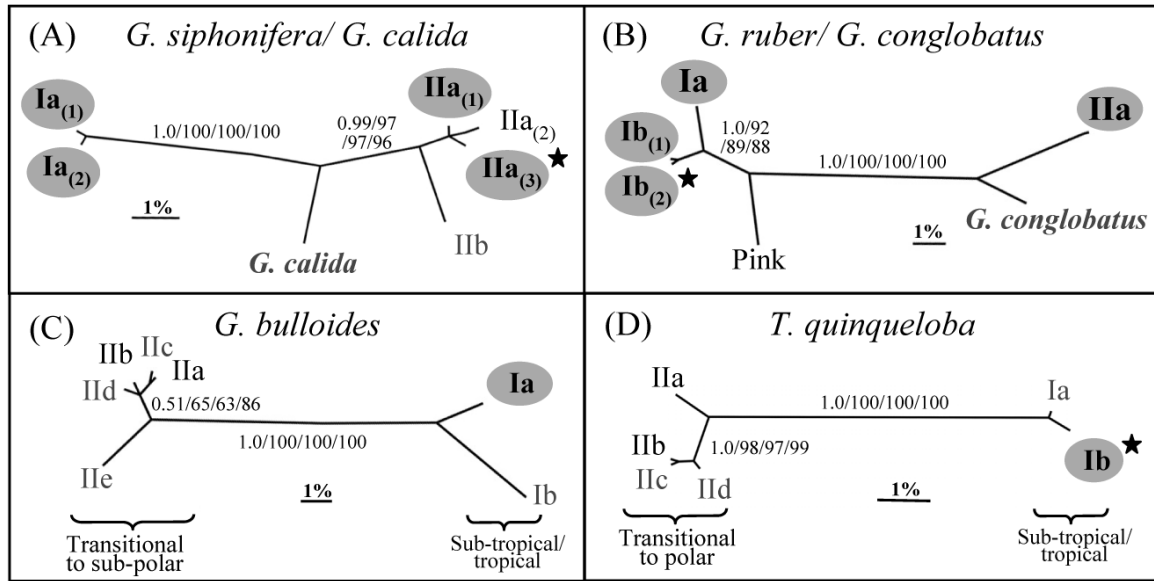 (A) G. siphonifera/ G. calida
Ia(1)
Ia(2)
1.0/100/100/100
0.99/97
/97/96
IIa(1)
IIa(2)
IIa(3)
IIb
1%
G. calida
(B) G. ruber/ G. conglobatus
Ia
Ib(1)
Ib(2)
1.0/92
/89/88
1.0/100/100/100
IIa
G. conglobatus
1%
Pink
(C) G. bulloides
IIb
IIc
IId
IIa
0.51/65/63/86
1.0/100/100/100
Ia
IIe
1%
Ib
Transitional
to sub-polar
Sub-tropical/
tropical
(D) T. quinqueloba
IIa
1.0/100/100/100
Ia
IIb
IIc
IId
1.0/98/97/99
Ib
1%
Transitional
to polar
Sub-tropical/
tropical